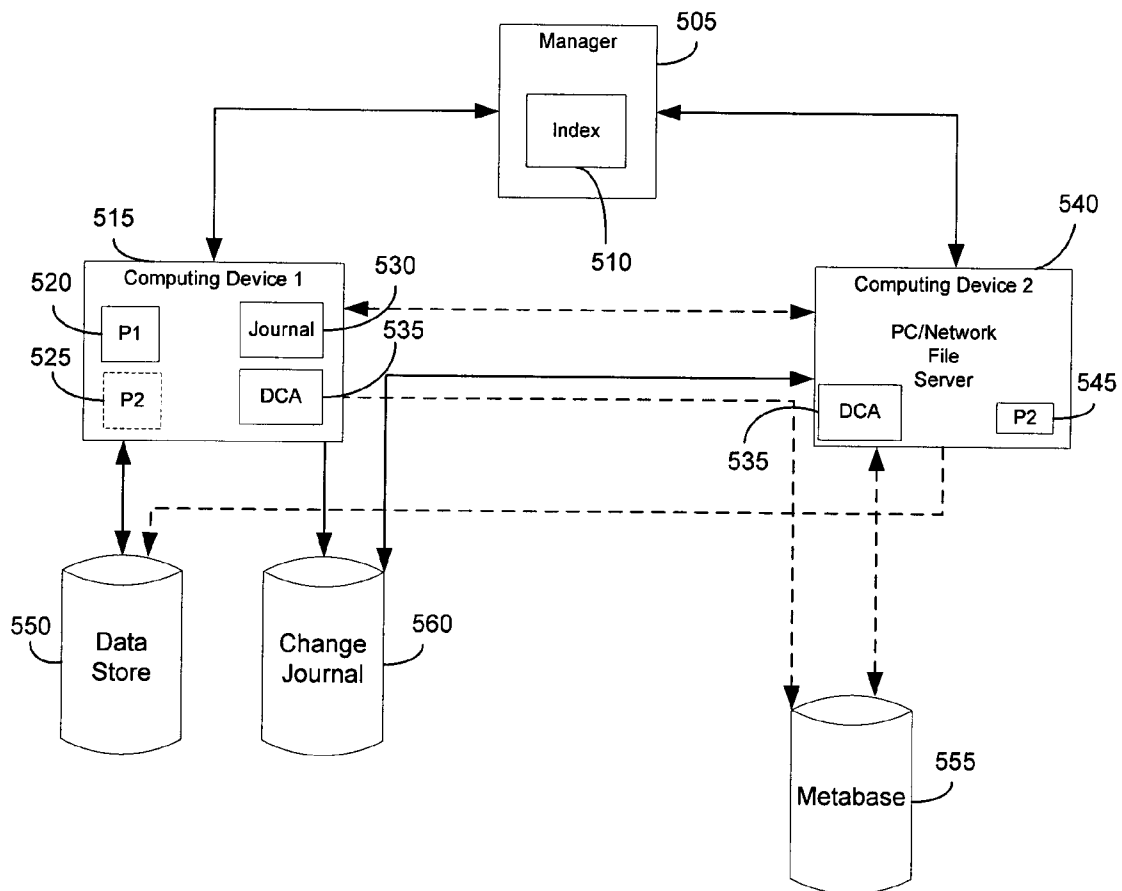 505
Manager
Index
510
515
540
Computing Device 1
530
520
P1
Journal
535
525
P2
DCA
Computing Device 2
PC/Network
File
Server
DCA
545
P2
535
550
Data
Store
Change
Journal
560
555
Metabase